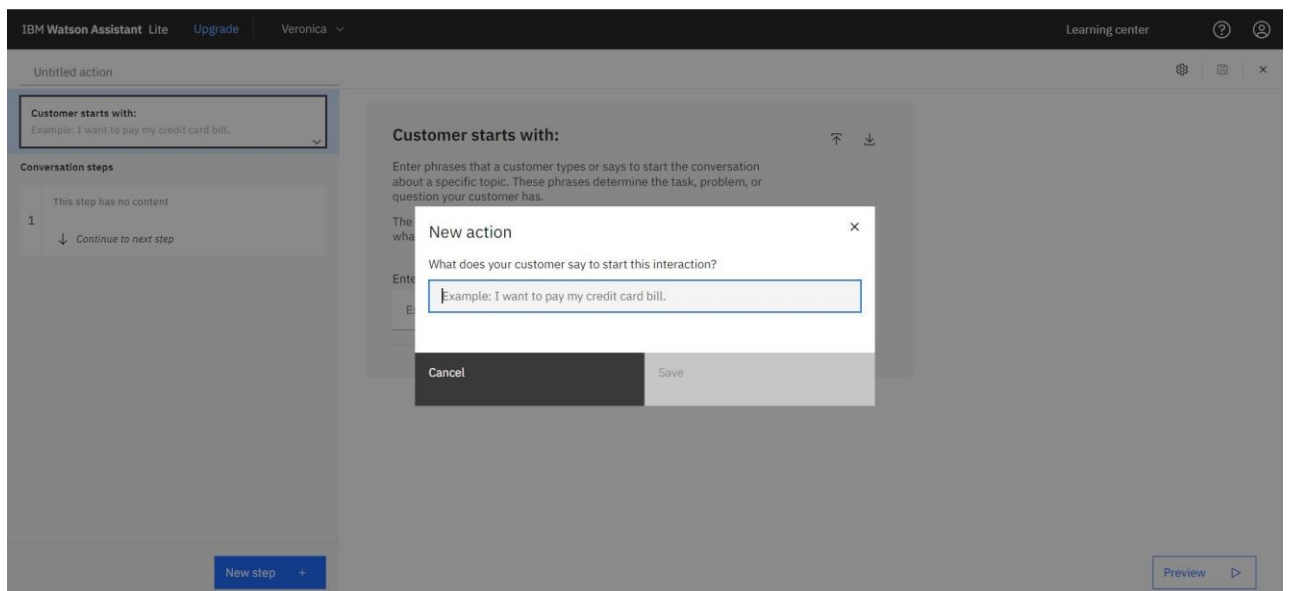 IBM Watson Assistant Lite Upgrade Veronica Learning center
Untitled action
Customer starts with:
Example: I want to pay my credit card bill.
Conversation steps
1
This step has no content
Continue to next step
New step +
Customer starts with:
Enter phrases that a customer types or says to start the conversation
about a specific topic. These phrases determine the task, problem, or
question your customer has.
The
wha
Ente
New action
What does your customer say to start this interaction?
Example: I want to pay my credit card bill.
Cancel Save
Preview